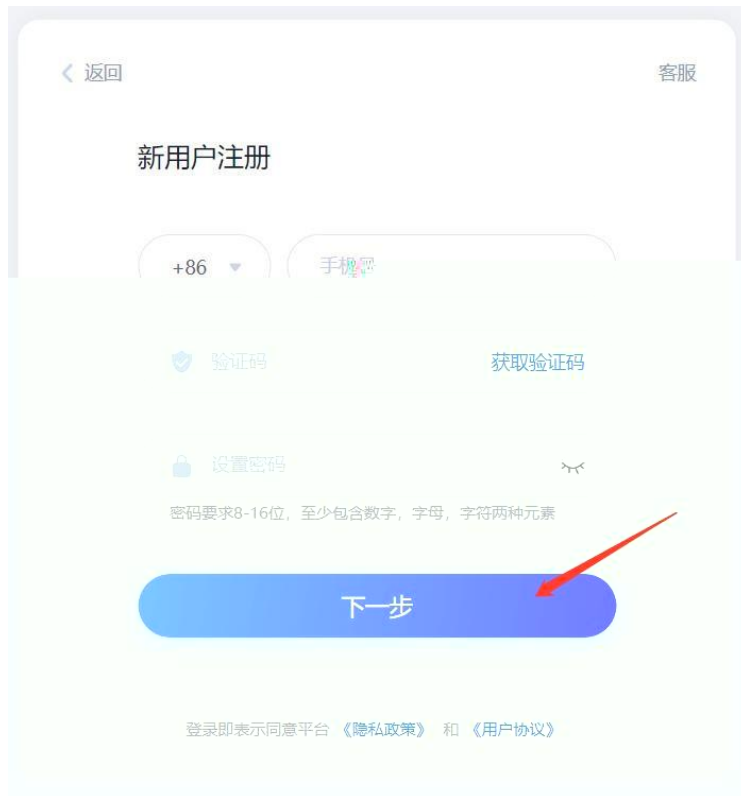 返回 客服
新用户注册
+86 手机号
验证码 获取验证码
设置密码
密码要求8-16位，至少包含数字，字母，字符两种元素
下一步
登录即表示同意平台 《隐私政策》 和 《用户协议》